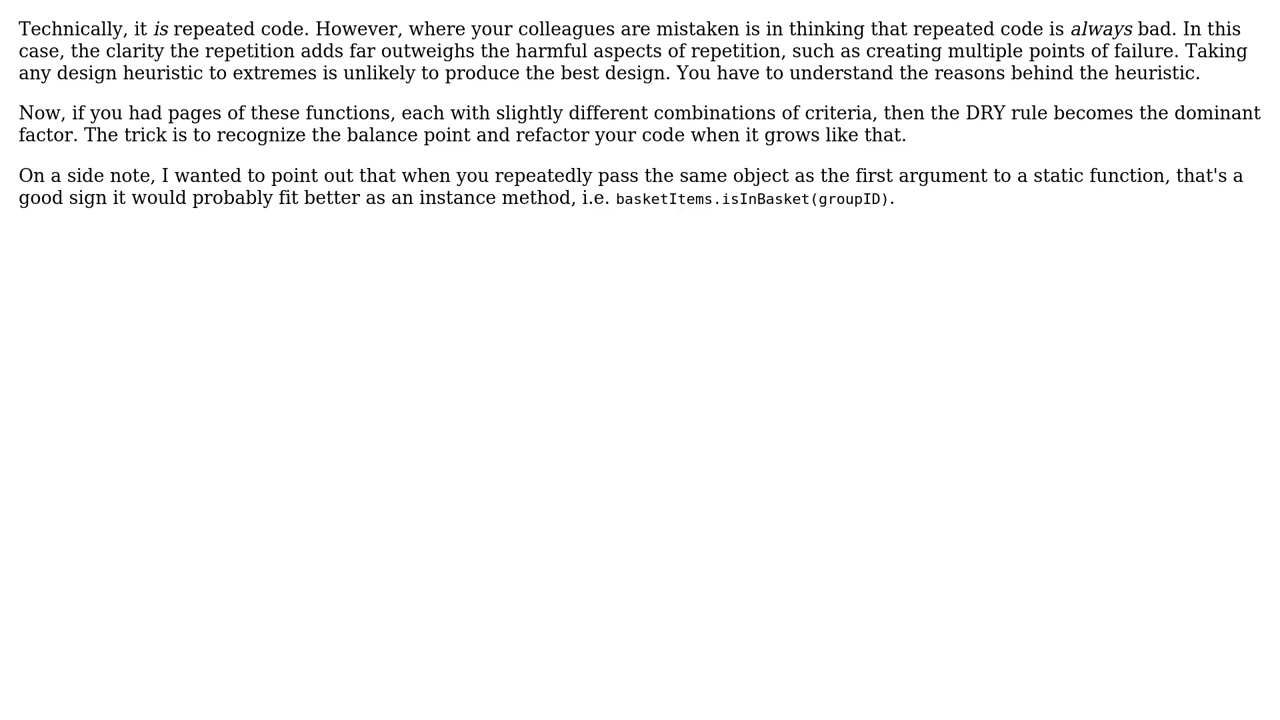 Technically, it is repeated code. However, where your colleagues are mistaken is in thinking that repeated code is always bad. In this
case, the clarity the repetition adds far outweighs the harmful aspects of repetition, such as creating multiple points of failure. Taking
any design heuristic to extremes is unlikely to produce the best design. You have to understand the reasons behind the heuristic.
Now, if you had pages of these functions, each with slightly different combinations of criteria, then the DRY rule becomes the dominant
factor. The trick is to recognize the balance point and refactor your code when it grows like that.
On a side note, I wanted to point out that when you repeatedly pass the same object as the first argument to a static function, that's a
good sign it would probably fit better as an instance method, i.e. basketItems.isInBasket(groupID).